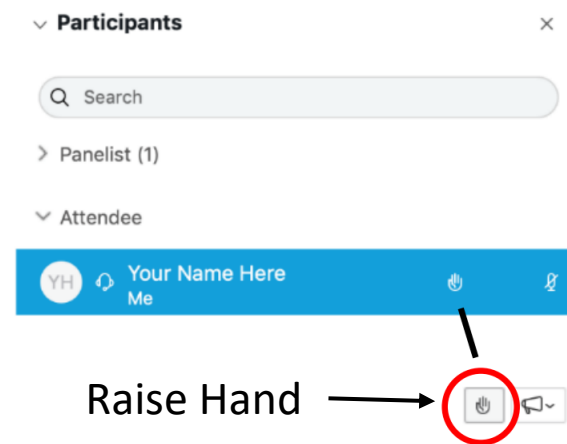 Participants
Search
Panelist (1)
Attendee
YH
Your Name Here
Me
Raise Hand